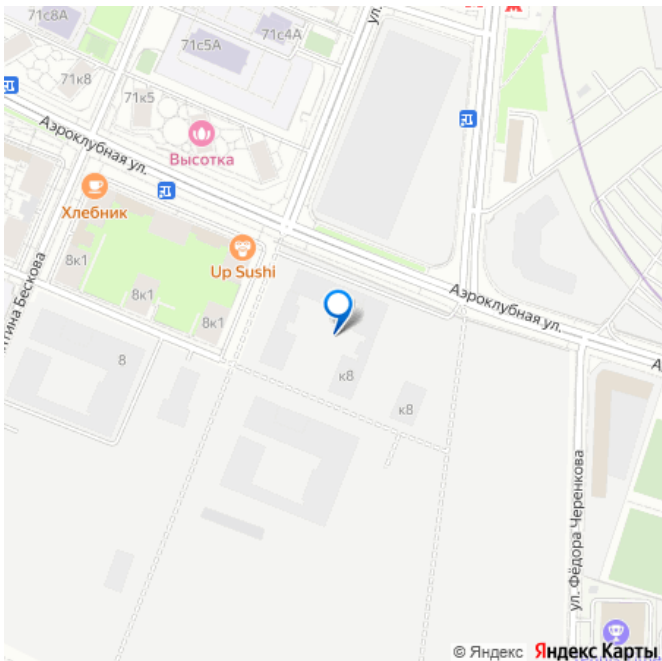 71с8А
71с4А
71с5А
ул.
71к8
71к5
Аэроклубная ул.
Высотка
Хлебник
Up Sushi
8к1
8к1
8к1
Аэроклубная ул.
8
к8
к8
ул. Фёдора Черенкова
© Яндекс Яндекс Карты